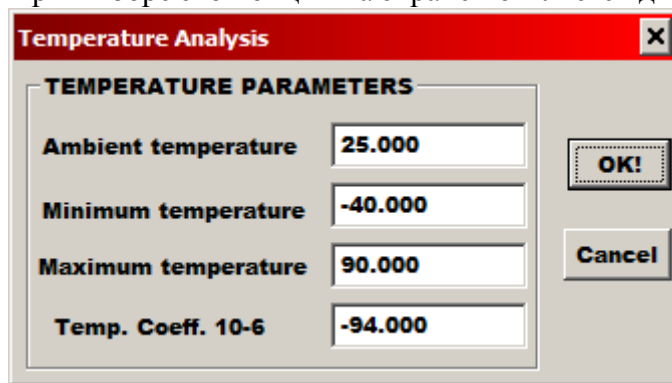 Temperature Analysis
TEMPERATURE PARAMETERS
Ambient temperature 25.000
OK!
Minimum temperature -40.000
Cancel
Maximum temperature 90.000
Temp. Coeff. 10-6 -94.000